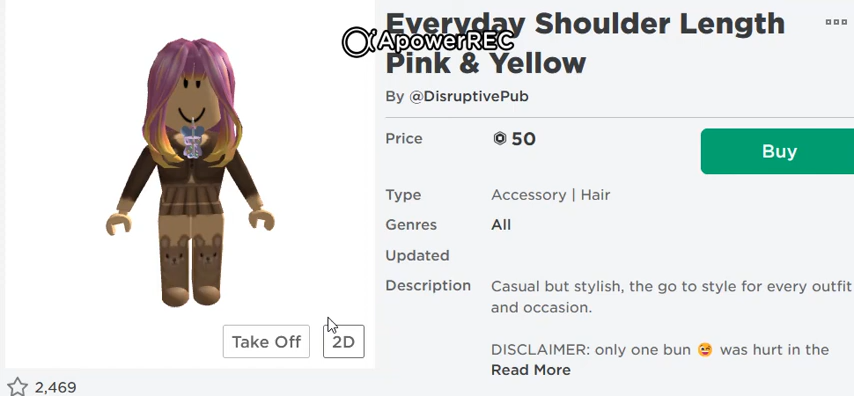 Everyday Shoulder Length
Pink & Yellow
ApowerREC
By @DisruptivePub
Price 50
Buy
Type Accessory | Hair
Genres All
Updated
Description Casual but stylish, the go to style for every outfit
and occasion.
DISCLAIMER: only one bun 😋 was hurt in the
Read More
Take Off 2D
2,469